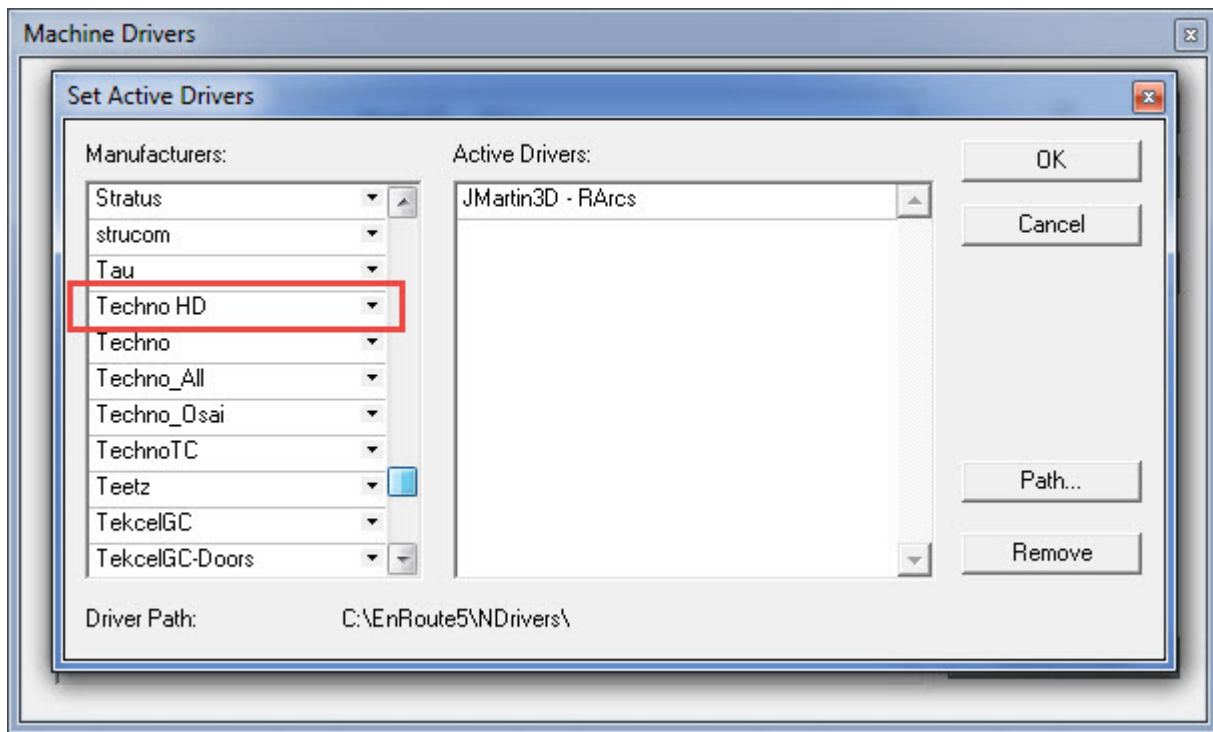 Machine Drivers
Set Active Drivers
Manufacturers:
Active Drivers:
Stratus
strucom
Tau
Techno HD
Techno
Techno_All
Techno_Osai
TechnoTC
Teetz
TekcelGC
TekcelGC-Doors
JMartin3D - RArcs
OK
Cancel
Path...
Remove
Driver Path: C:\EnRoute5\NDrivers\